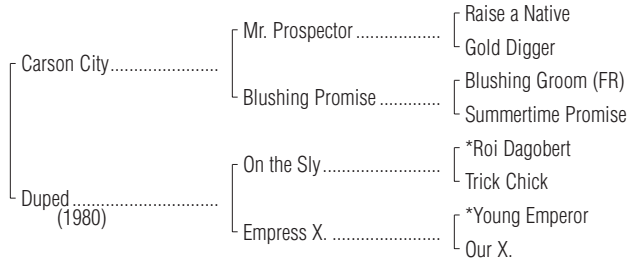 Raise a Native
Mr. Prospector ....................
Gold Digger
Carson City..........................
Blushing Groom (FR)
Blushing Promise ..............
Summertime Promise
*Roi Dagobert
On the Sly ...........................
Trick Chick
Duped...................................
(1980)
*Young Emperor
Empress X. .........................
Our X.